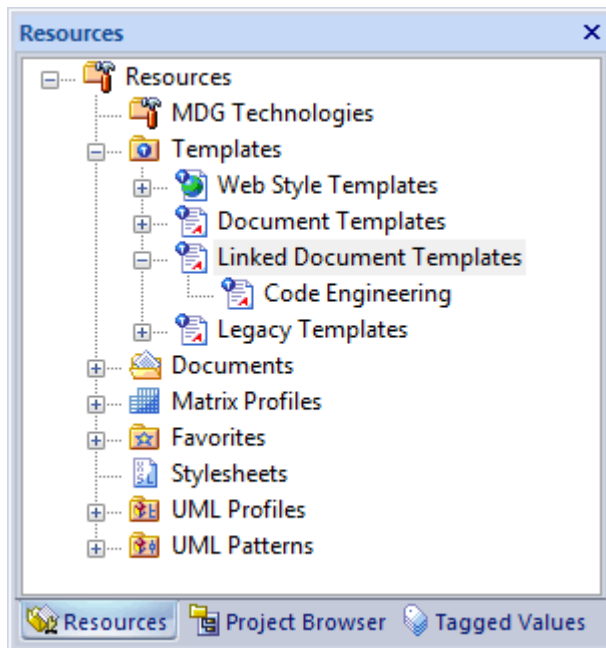 Resources
Resources
MDG Technologies
Templates
Web Style Templates
Document Templates
Linked Document Templates
Code Engineering
Legacy Templates
Documents
Matrix Profiles
Favorites
Stylesheets
UML Profiles
UML Patterns
Resources Project Browser Tagged Values